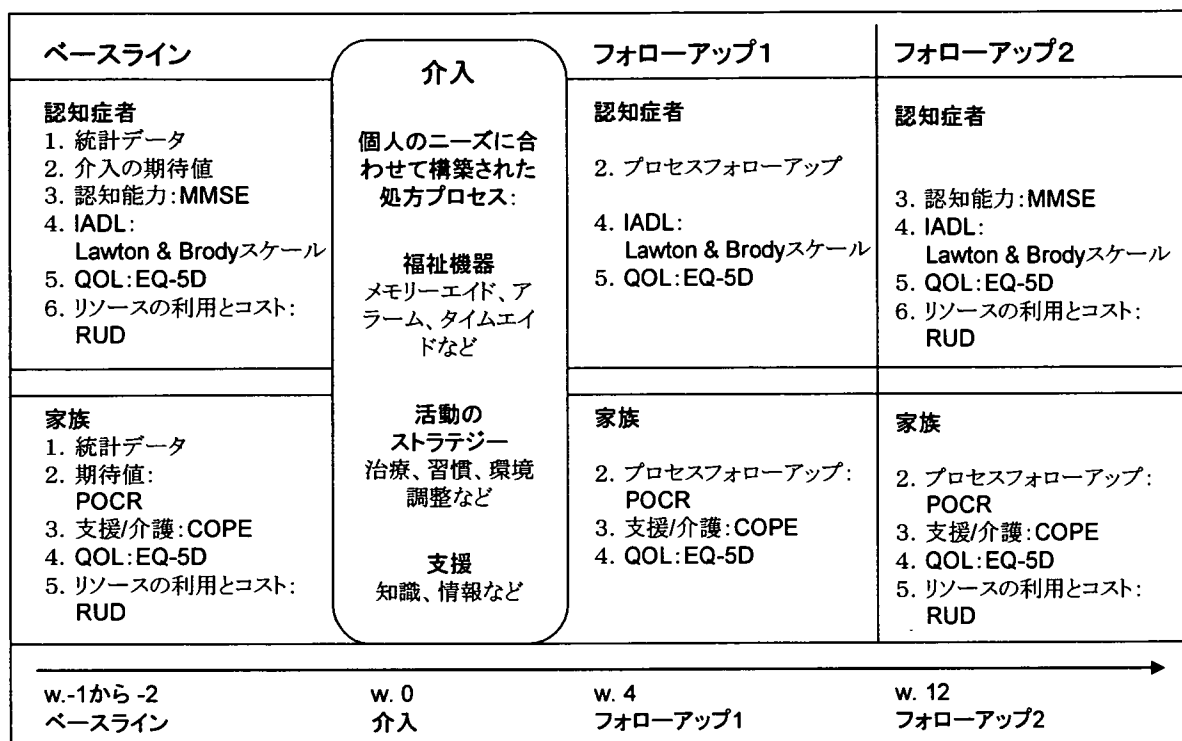 ベースライン
認知症者
1. 統計データ
2. 介入の期待値
3. 認知能力:MMSE
4. IADL:
Lawton & Brodyスケール
5. QOL:EQ-5D
6. リソースの利用とコスト:
RUD
家族
1. 統計データ
2. 期待値:
POCR
3. 支援/介護:COPE
4. QOL:EQ-5D
5. リソースの利用とコスト:
RUD
介入
個人のニーズに合
わせて構築された
処方プロセス:
福祉機器
メモリーエイド、ア
ラーム、タイムエイ
ドなど
活動の
ストラテジー
治療、習慣、環境
調整など
支援
知識、情報など
フォローアップ1
認知症者
2. プロセスフォローアップ
4. IADL:
Lawton & Brodyスケール
5. QOL:EQ-5D
家族
2. プロセスフォローアップ:
POCR
3. 支援/介護:COPE
4. QOL:EQ-5D
フォローアップ2
認知症者
3. 認知能力:MMSE
4. IADL:
Lawton & Brodyスケール
5. QOL:EQ-5D
6. リソースの利用とコスト:
RUD
家族
2. プロセスフォローアップ:
POCR
3. 支援/介護:COPE
4. QOL:EQ-5D
5. リソースの利用とコスト:
RUD
w.-1から -2
ベースライン
w. 0
介入
w. 4
フォローアップ1
w. 12
フォローアップ2